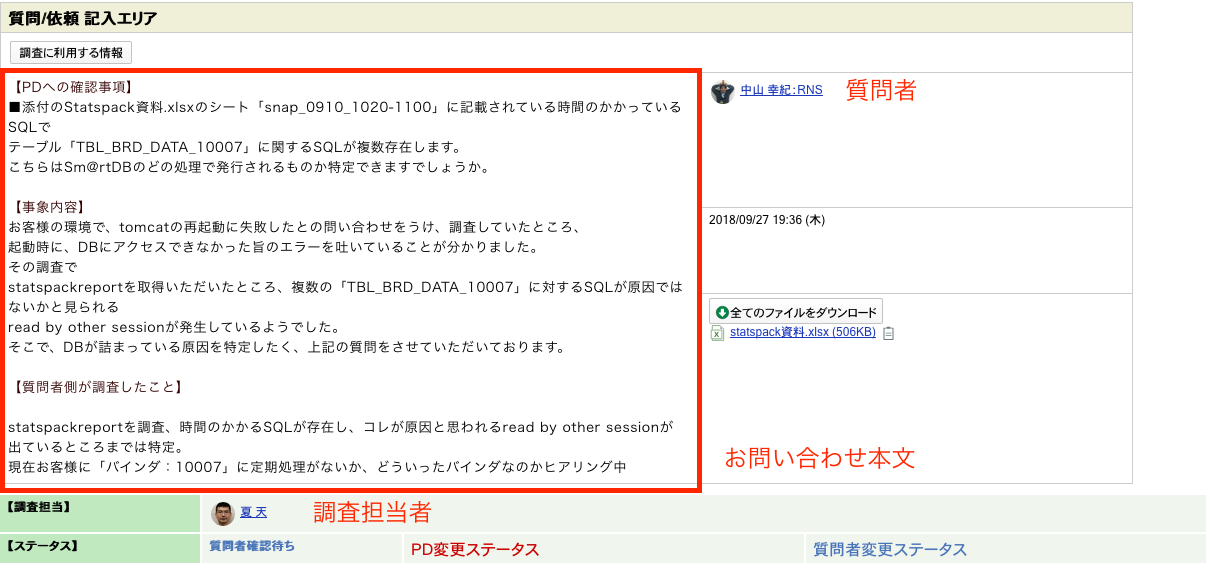 質問/依頼 記入エリア
調査に利用する情報
【PDへの確認事項】
■添付のStatspack資料.xlsxのシート「snap_0910_1020-1100」に記載されている時間のかかっている
SQLで
テーブル「TBL_BRD_DATA_10007」に関するSQLが複数存在します。
こちらはSm@rtDBのどの処理で発行されるものか特定できますでしょうか。
【事象内容】
お客様の環境で、tomcatの再起動に失敗したとの問い合わせをうけ、調査していたところ、
起動時に、DBにアクセスできなかった旨のエラーを吐いていることが分かりました。
その調査で
statspackreportを取得いただいたところ、複数の「TBL_BRD_DATA_10007」に対するSQLが原因では
ないかと見られる
read by other sessionが発生しているようでした。
そこで、DBが詰まっている原因を特定したく、上記の質問をさせていただいております。
【質問者側が調査したこと】
statspackreportを調査、時間のかかるSQLが存在し、コレが原因と思われるread by other sessionが
出ているところまでは特定。
現在お客様に「バインダ：10007」に定期処理がないか、どういったバインダなのかヒアリング中
中山 幸紀:RNS
質問者
2018/09/27 19:36 (木)
全てのファイルをダウンロード
statspack資料.xlsx (506KB)
お問い合わせ本文
【調査担当】
夏 天
調査担当者
【ステータス】
質問者確認待ち
PD変更ステータス
質問者変更ステータス